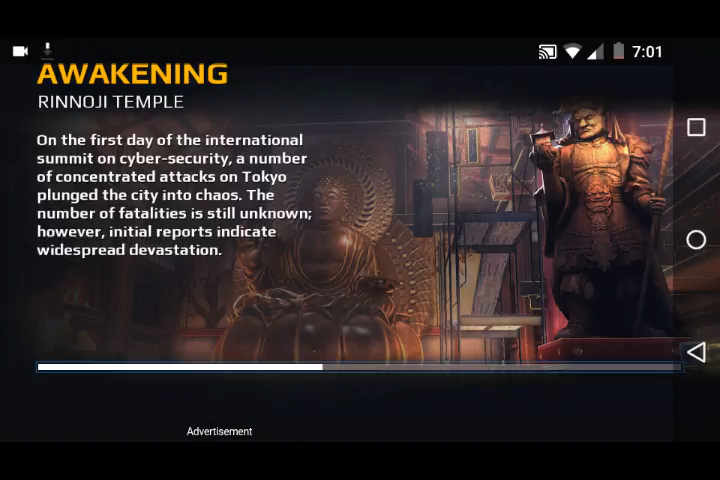 7:01
AWAKENING
RINNOJI TEMPLE
On the first day of the international
summit on cyber-security, a number
of concentrated attacks on Tokyo
plunged the city into chaos. The
number of fatalities is still unknown;
however, initial reports indicate
widespread devastation.
Advertisement